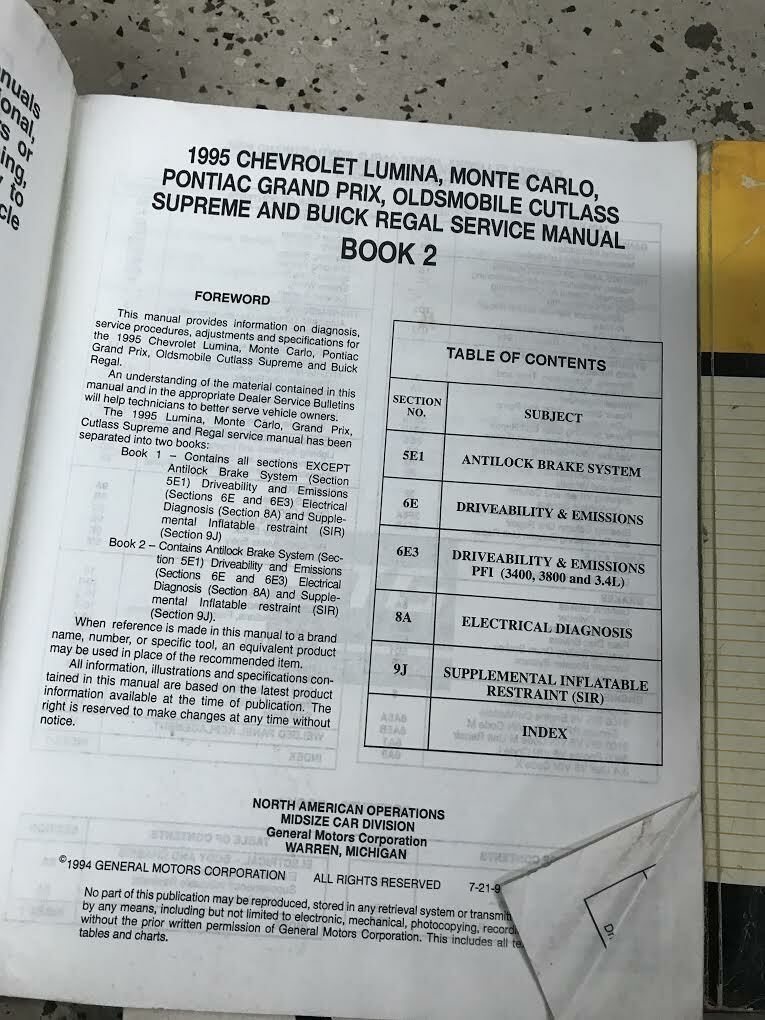 nuals
onal,
s or
ing,
to
cle
1995 CHEVROLET LUMINA, MONTE CARLO,
PONTIAC GRAND PRIX, OLDSMOBILE CUTLASS
SUPREME AND BUICK REGAL SERVICE MANUAL
BOOK 2
FOREWORD
This manual provides information on diagnosis,
service procedures, adjustments and specifications for
the 1995 Chevrolet Lumina, Monte Carlo, Pontiac
Grand Prix, Oldsmobile Cutlass Supreme and Buick
Regal.
An understanding of the material contained in this
manual and in the appropriate Dealer Service Bulletins
will help technicians to better serve vehicle owners.
The 1995 Lumina, Monte Carlo, Grand Prix,
Cutlass Supreme and Regal service manual has been
separated into two books:
Book 1 – Contains all sections EXCEPT
Antilock Brake System (Section
5E1) Driveability and Emissions
(Sections 6E and 6E3) Electrical
Diagnosis (Section 8A) and Supple-
mental Inflatable restraint (SIR)
(Section 9J)
Book 2 – Contains Antilock Brake System (Sec-
tion 5E1) Driveability and Emissions
(Sections 6E and 6E3) Electrical
Diagnosis (Section 8A) and Supple-
mental Inflatable restraint (SIR)
(Section 9J).
When reference is made in this manual to a brand
name, number, or specific tool, an equivalent product
may be used in place of the recommended item.
All information, illustrations and specifications con-
tained in this manual are based on the latest product
information available at the time of publication. The
right is reserved to make changes at any time without
notice.
TABLE OF CONTENTS
SECTION
NO.
SUBJECT
5E1 ANTILOCK BRAKE SYSTEM
6E DRIVEABILITY & EMISSIONS
6E3 DRIVEABILITY & EMISSIONS
PFI (3400, 3800 and 3.4L)
8A ELECTRICAL DIAGNOSIS
9J SUPPLEMENTAL INFLATABLE
RESTRAINT (SIR)
INDEX
NORTH AMERICAN OPERATIONS
MIDSIZE CAR DIVISION
General Motors Corporation
WARREN, MICHIGAN
©1994 GENERAL MOTORS CORPORATION ALL RIGHTS RESERVED 7-21-9
No part of this publication may be reproduced, stored in any retrieval system or transmit
by any means, including but not limited to electronic, mechanical, photocopying, recordi
without the prior written permission of General Motors Corporation. This includes all te
tables and charts.